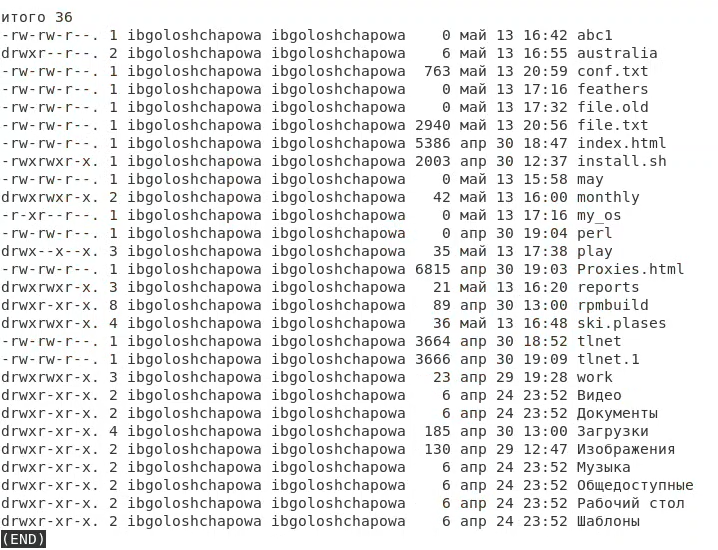 итого 36
-rw-rw-r--. 1 ibgoloshchapowa ibgoloshchapowa    0 май 13 16:42 abc1
drwxr--r--. 2 ibgoloshchapowa ibgoloshchapowa    6 май 13 16:55 australia
-rw-rw-r--. 1 ibgoloshchapowa ibgoloshchapowa  763 май 13 20:59 conf.txt
-rw-rw-r--. 1 ibgoloshchapowa ibgoloshchapowa    0 май 13 17:16 feathers
-rw-rw-r--. 1 ibgoloshchapowa ibgoloshchapowa    0 май 13 17:32 file.old
-rw-rw-r--. 1 ibgoloshchapowa ibgoloshchapowa 2940 май 13 20:56 file.txt
-rw-rw-r--. 1 ibgoloshchapowa ibgoloshchapowa 5386 апр 30 18:47 index.html
-rwxrwxr-x. 1 ibgoloshchapowa ibgoloshchapowa 2003 апр 30 12:37 install.sh
-rw-rw-r--. 1 ibgoloshchapowa ibgoloshchapowa    0 май 13 15:58 may
drwxrwxr-x. 2 ibgoloshchapowa ibgoloshchapowa   42 май 13 16:00 monthly
-r-xr--r--. 1 ibgoloshchapowa ibgoloshchapowa    0 май 13 17:16 my_os
-rw-rw-r--. 1 ibgoloshchapowa ibgoloshchapowa    0 апр 30 19:04 perl
drwx--x--x. 3 ibgoloshchapowa ibgoloshchapowa   35 май 13 17:38 play
-rw-rw-r--. 1 ibgoloshchapowa ibgoloshchapowa 6815 апр 30 19:03 Proxies.html
drwxrwxr-x. 3 ibgoloshchapowa ibgoloshchapowa   21 май 13 16:20 reports
drwxr-xr-x. 8 ibgoloshchapowa ibgoloshchapowa   89 апр 30 13:00 rpmbuild
drwxrwxr-x. 4 ibgoloshchapowa ibgoloshchapowa   36 май 13 16:48 ski.plases
-rw-rw-r--. 1 ibgoloshchapowa ibgoloshchapowa 3664 апр 30 18:52 tlnet
-rw-rw-r--. 1 ibgoloshchapowa ibgoloshchapowa 3666 апр 30 19:09 tlnet.1
drwxrwxr-x. 3 ibgoloshchapowa ibgoloshchapowa   23 апр 29 19:28 work
drwxr-xr-x. 2 ibgoloshchapowa ibgoloshchapowa    6 апр 24 23:52 Видео
drwxr-xr-x. 2 ibgoloshchapowa ibgoloshchapowa    6 апр 24 23:52 Документы
drwxr-xr-x. 4 ibgoloshchapowa ibgoloshchapowa  185 апр 30 13:00 Загрузки
drwxr-xr-x. 2 ibgoloshchapowa ibgoloshchapowa  130 апр 29 12:47 Изображения
drwxr-xr-x. 2 ibgoloshchapowa ibgoloshchapowa    6 апр 24 23:52 Музыка
drwxr-xr-x. 2 ibgoloshchapowa ibgoloshchapowa    6 апр 24 23:52 Общедоступные
drwxr-xr-x. 2 ibgoloshchapowa ibgoloshchapowa    6 апр 24 23:52 Рабочий стол
drwxr-xr-x. 2 ibgoloshchapowa ibgoloshchapowa    6 апр 24 23:52 Шаблоны
(END)